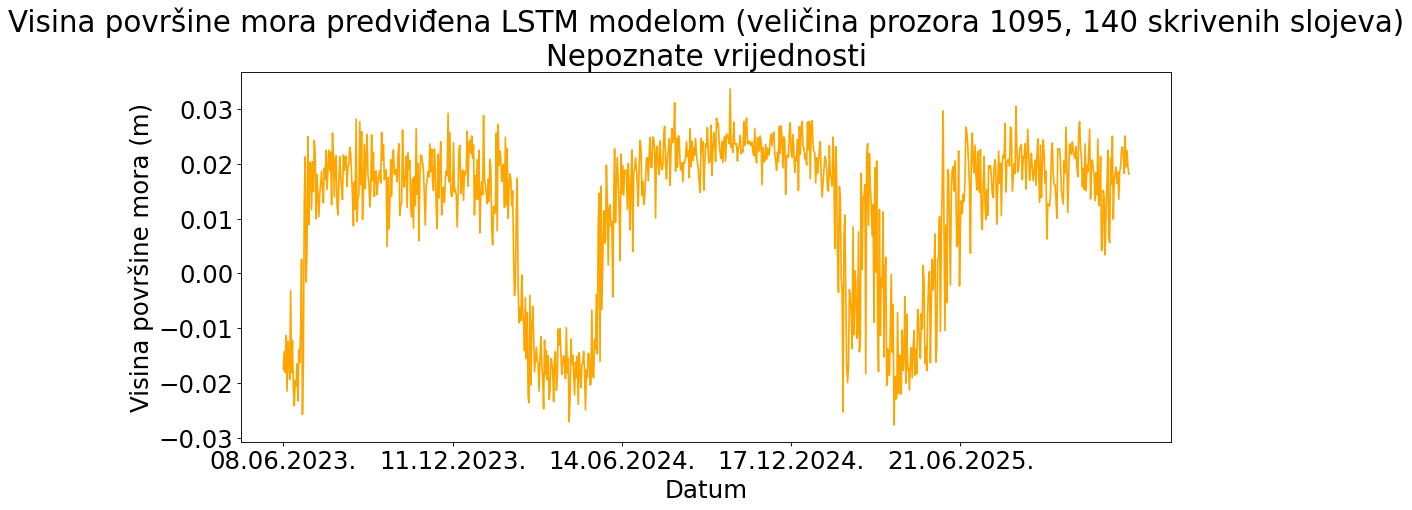 Visina površine mora predviđena LSTM modelom (veličina prozora 1095, 140 skrivenih slojeva)
Nepoznate vrijednosti
Visina površine mora (m)
0.03
0.02
0.01
0.00
−0.01
−0.02
−0.03
08.06.2023. 11.12.2023. 14.06.2024. 17.12.2024. 21.06.2025.
Datum